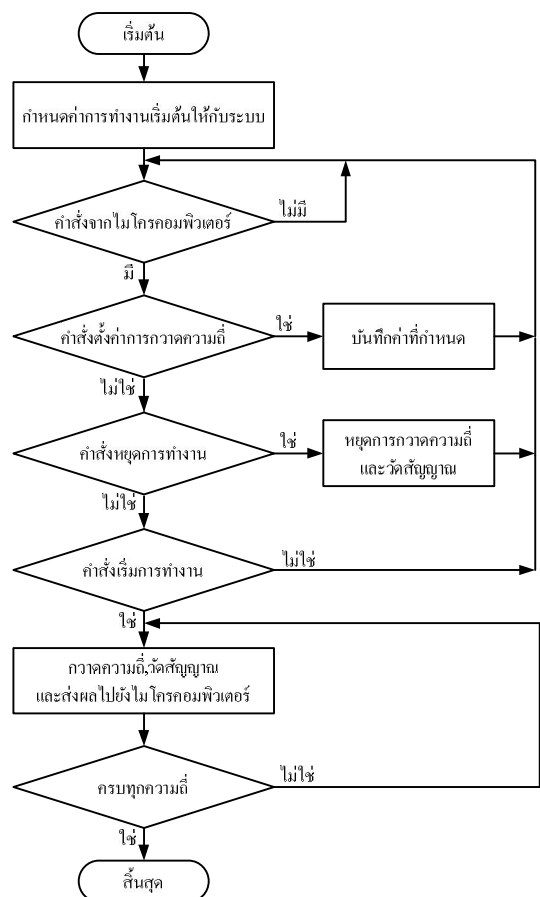 เริ่มต้น
กำหนดค่าการทำงานเริ่มต้นให้กับระบบ
คำสั่งจากไมโครคอมพิวเตอร์
ไม่มี
มี
คำสั่งตั้งค่าการกวาดความถี่
ใช่
บันทึกค่าที่กำหนด
ไม่ใช่
คำสั่งหยุดการทำงาน
ใช่
หยุดการกวาดความถี่
และวัดสัญญาณ
ไม่ใช่
คำสั่งเริ่มการทำงาน
ไม่ใช่
ใช่
กวาดความถี่,วัดสัญญาณ
และส่งผลไปยังไมโครคอมพิวเตอร์
ครบทุกความถี่
ไม่ใช่
ใช่
สิ้นสุด